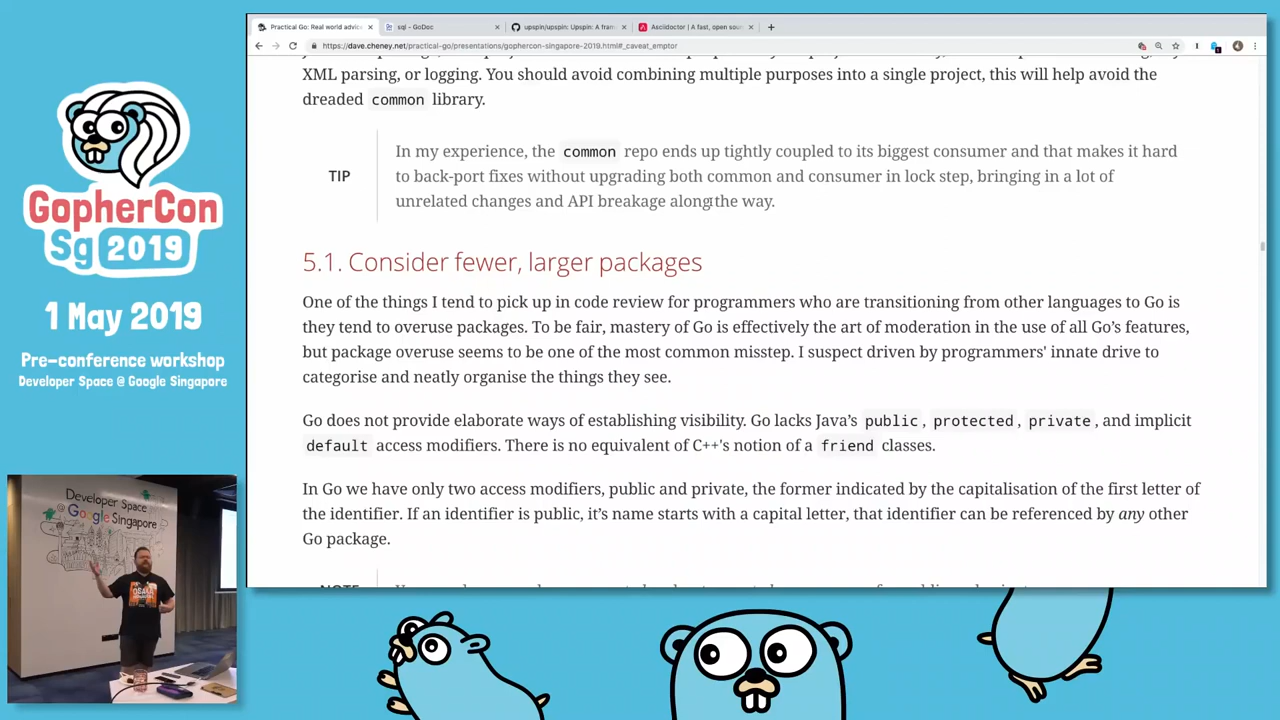 Practical Go: Real world advic
sql - GoDoc
upspin/upspin: Upspin: A fram
Asciidoctor | A fast, open sour
https://dave.cheney.net/practical-go/presentations/gophercon-singapore-2019.html#_caveat_emptor
XML parsing, or logging. You should avoid combining multiple purposes into a single project, this will help avoid the
dreaded common library.
TIP
In my experience, the common repo ends up tightly coupled to its biggest consumer and that makes it hard
to back-port fixes without upgrading both common and consumer in lock step, bringing in a lot of
unrelated changes and API breakage along the way.
5.1. Consider fewer, larger packages
One of the things I tend to pick up in code review for programmers who are transitioning from other languages to Go is
they tend to overuse packages. To be fair, mastery of Go is effectively the art of moderation in the use of all Go’s features,
but package overuse seems to be one of the most common misstep. I suspect driven by programmers' innate drive to
categorise and neatly organise the things they see.
Go does not provide elaborate ways of establishing visibility. Go lacks Java’s public, protected, private, and implicit
default access modifiers. There is no equivalent of C++'s notion of a friend classes.
In Go we have only two access modifiers, public and private, the former indicated by the capitalisation of the first letter of
the identifier. If an identifier is public, it’s name starts with a capital letter, that identifier can be referenced by any other
Go package.
GopherCon
Sg 2019
1 May 2019
Pre-conference workshop
Developer Space @ Google Singapore
Developer Space
@ Google Singapore